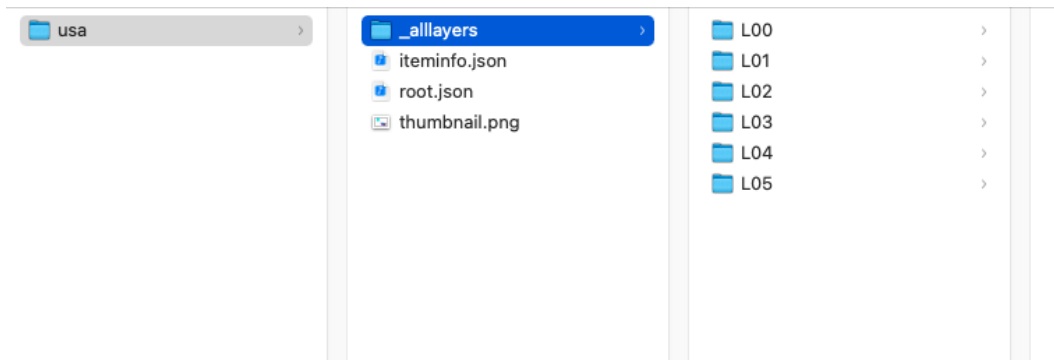 usa
_alllayers
iteminfo.json
root.json
thumbnail.png
L00
L01
L02
L03
L04
L05